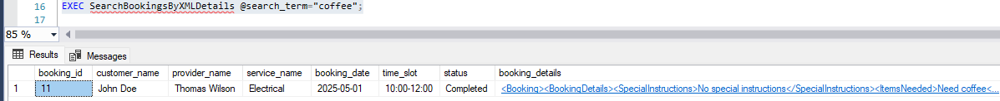 16 EXEC SearchBookingsByXMLDetails @search_term="coffee";
17
85 %
Results Messages
booking_id customer_name provider_name service_name booking_date time_slot status booking_details
1 11 John Doe Thomas Wilson Electrical 2025-05-01 10:00-12:00 Completed <Booking><BookingDetails><SpecialInstructions>No special instructions</SpecialInstructions><ItemsNeeded>Need coffee<...